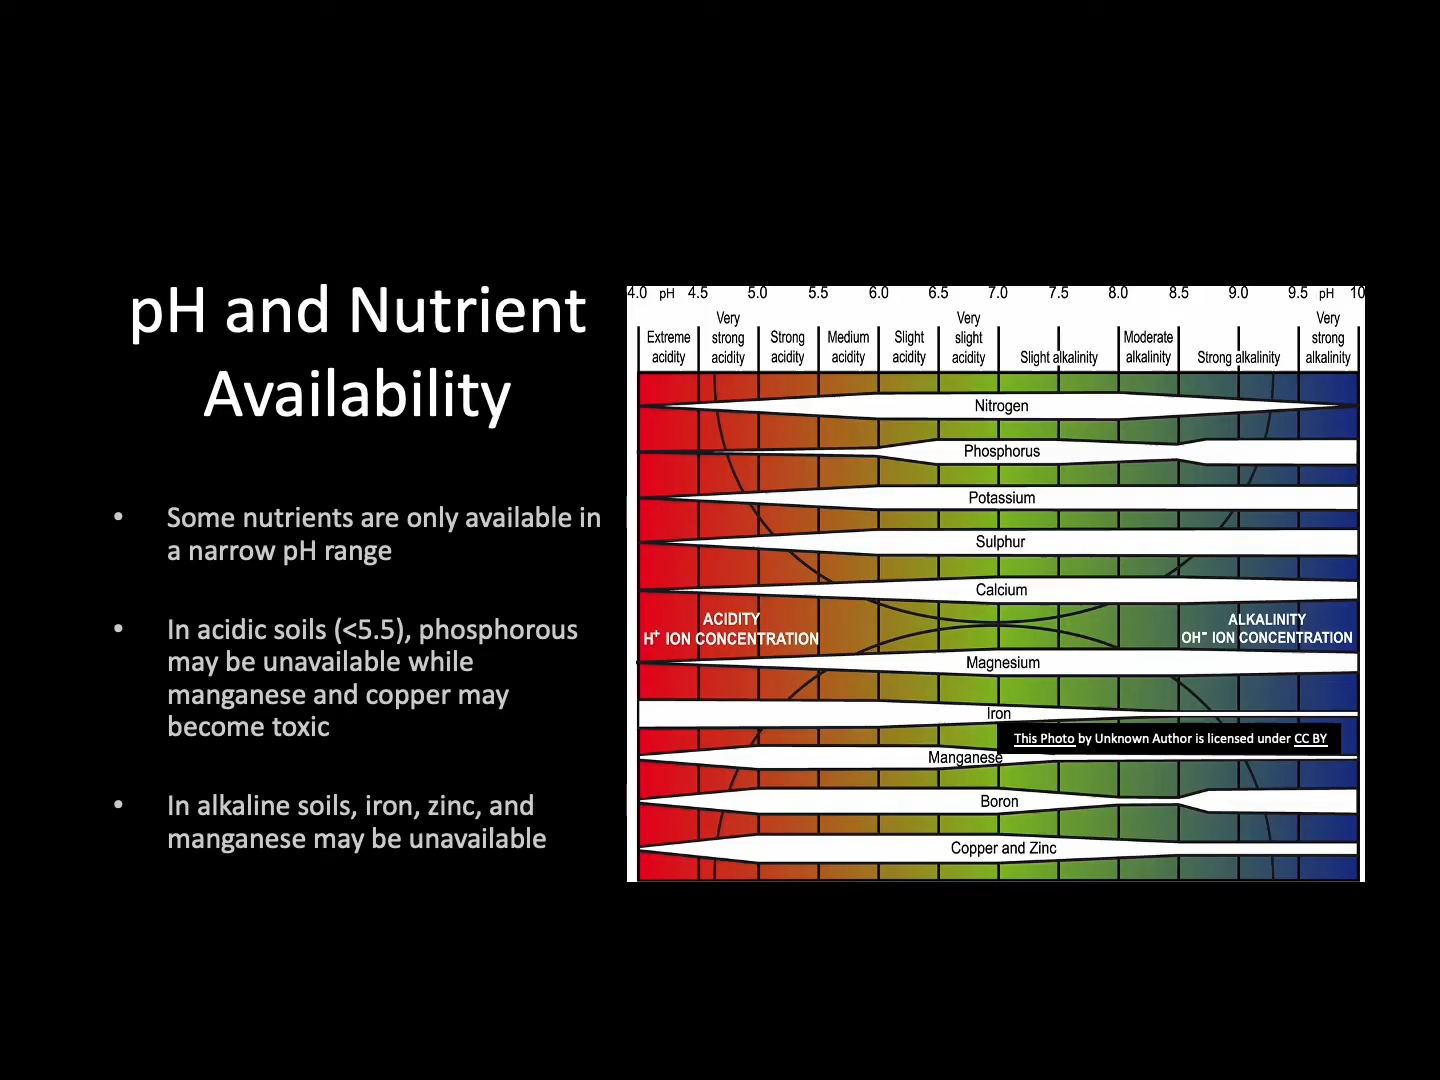 pH and Nutrient
Availability
• Some nutrients are only available in
a narrow pH range
• In acidic soils (<5.5), phosphorous
may be unavailable while
manganese and copper may
become toxic
• In alkaline soils, iron, zinc, and
manganese may be unavailable
4.0 pH 4.5 5.0 5.5 6.0 6.5 7.0 7.5 8.0 8.5 9.0 9.5 pH 10
Extreme
acidity
Very
strong
acidity
Strong
acidity
Medium
acidity
Slight
acidity
Very
slight
acidity
Slight alkalinity
Moderate
alkalinity
Strong alkalinity
Very
strong
alkalinity
Nitrogen
Phosphorus
Potassium
Sulphur
Calcium
ACIDITY
H⁺ ION CONCENTRATION
ALKALINITY
OH⁻ ION CONCENTRATION
Magnesium
Iron
This Photo by Unknown Author is licensed under CC BY
Manganese
Boron
Copper and Zinc